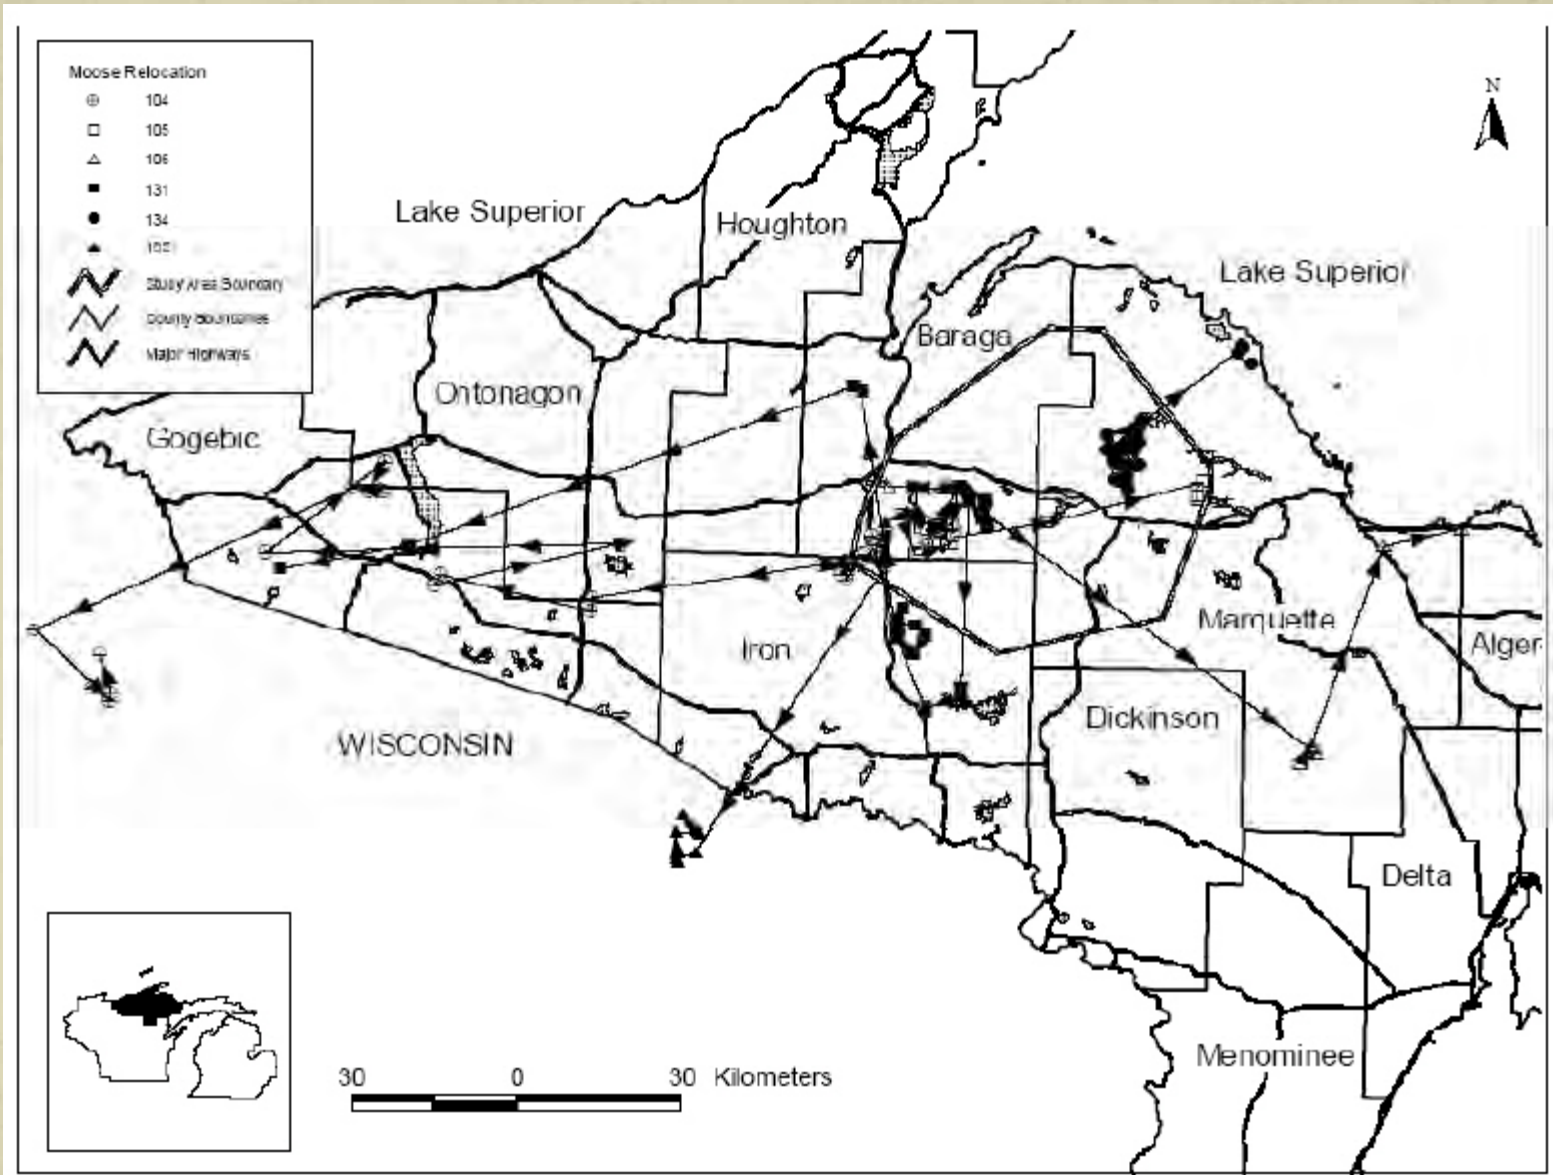 Moose Relocation
104
105
106
131
134
Study Area Boundary
County Boundaries
Major Highways
N
Lake Superior
Houghton
Lake Superior
Baraga
Ontonagon
Gogebic
Marquette
Iron
Alger
Dickinson
WISCONSIN
Delta
Menominee
30 0 30 Kilometers